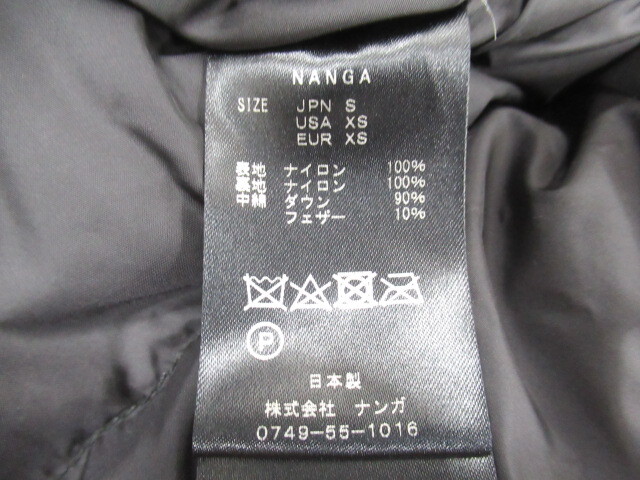 NANGA
SIZE JPN S
USA XS
EUR XS
表地 ナイロン 100%
裏地 ナイロン 100%
中綿 ダウン 90%
フェザー 10%
P
日本製
株式会社 ナンガ
0749-55-1016